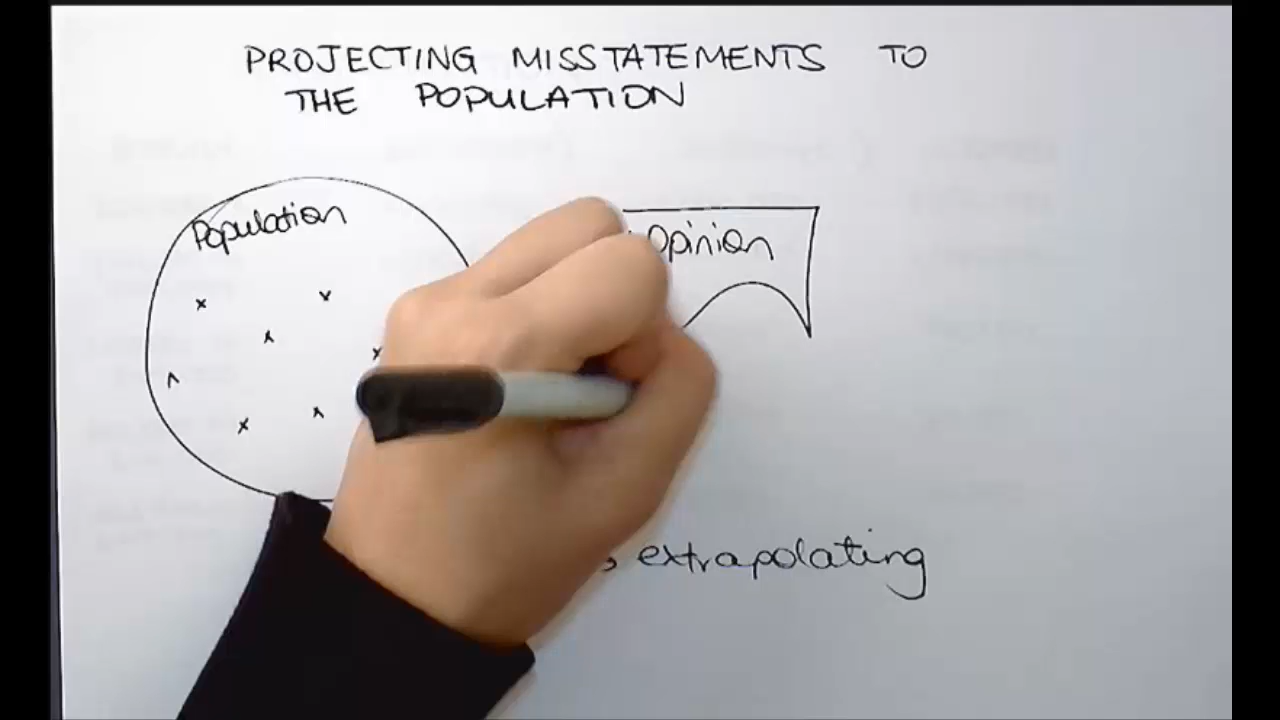 PROJECTING MISSTATEMENTS TO
THE POPULATION
Population
Opinion
extrapolating